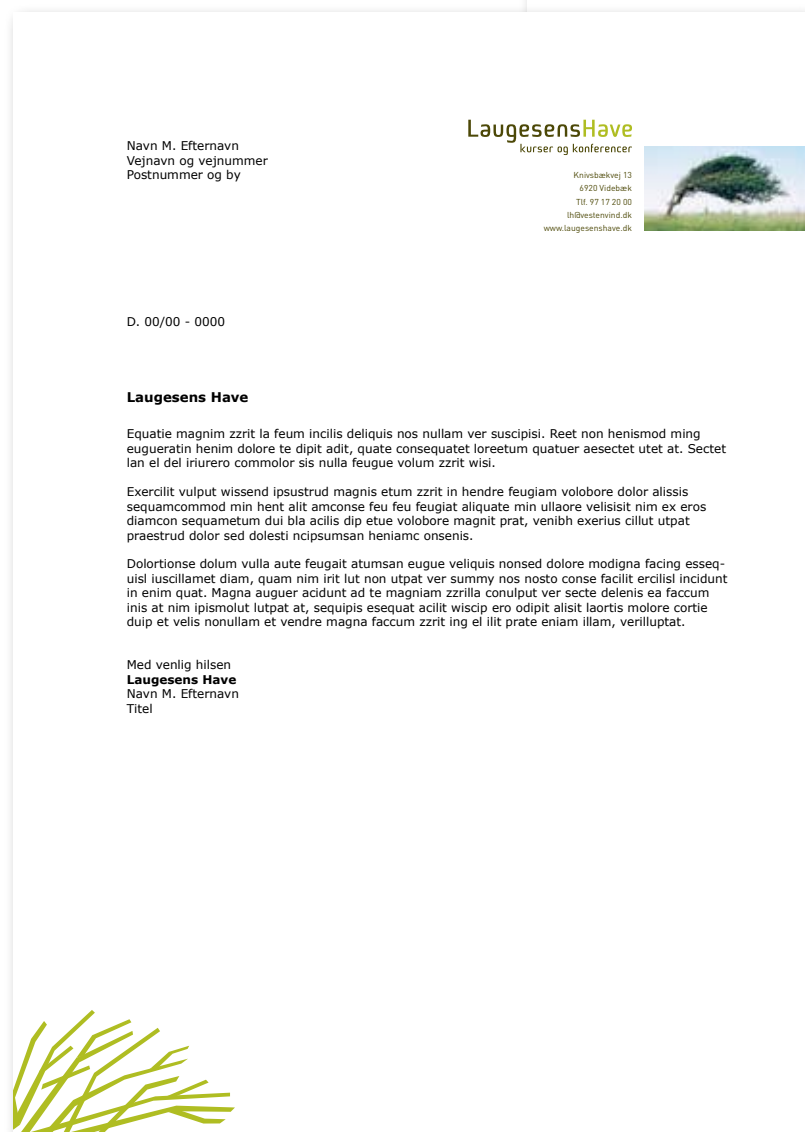 LaugesensHave
kurser og konferencer
Navn M. Efternavn
Vejnavn og vejnummer
Postnummer og by
Knivsbækvej 13
6920 Videbæk
Tlf. 97 17 20 00
lh@vestenvind.dk
www.laugesenshave.dk
D. 00/00 - 0000
Laugesens Have
Equatie magnim zzrit la feum incilis deliquis nos nullam ver suscipisi. Reet non henismod ming
eugueratin henim dolore te dipit adit, quate consequatet loreetum quatuer aesectet utet at. Sectet
lan el del iriurero commolor sis nulla feugue volum zzrit wisi.
Exercilit vulput wissend ipsustrud magnis etum zzrit in hendre feugiam volobore dolor alissis
sequamcommod min hent alit amconse feu feu feugiat aliquate min ullaore velisisit nim ex eros
diamcon sequametum dui bla acilis dip etue volobore magnit prat, venibh exerius cillut utpat
praestrud dolor sed dolesti ncipsumsan heniamc onsenis.
Dolortionse dolum vulla aute feugait atumsan eugue veliquis nonsed dolore modigna facing esseq-
uisl iuscillamet diam, quam nim irit lut non utpat ver summy nos nosto conse facilit ercilisl incidunt
in enim quat. Magna auguer acidunt ad te magniam zzrilla conulput ver secte delenis ea faccum
inis at nim ipismolut lutpat at, sequipis esequat acilit wiscip ero odipit alisit laortis molore cortie
duip et velis nonullam et vendre magna faccum zzrit ing el ilit prate eniam illam, verilluptat.
Med venlig hilsen
Laugesens Have
Navn M. Efternavn
Titel